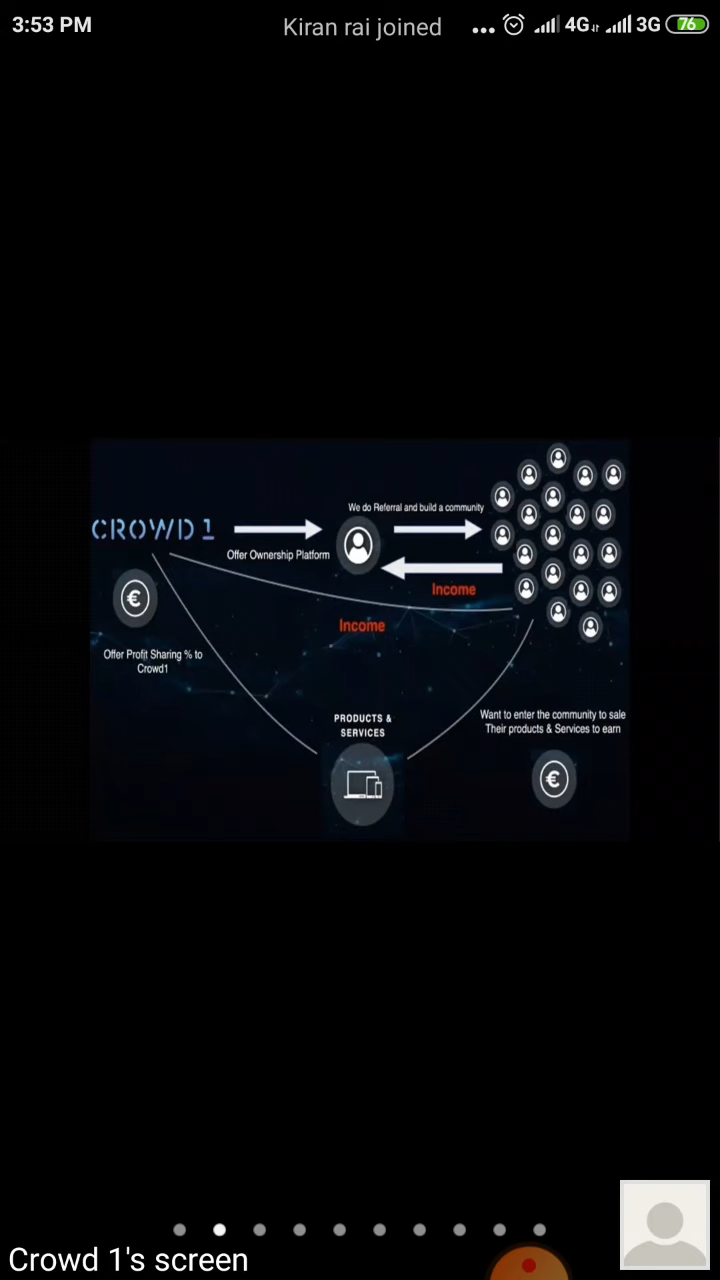 3:53 PM
Kiran rai joined
... 4G 3G 76
We do Referral and build a community
CROWD 1
Offer Ownership Platform
Income
Income
€
Offer Profit Sharing % to
Crowd1
PRODUCTS &
SERVICES
Want to enter the community to sale
Their products & Services to earn
€
Crowd 1's screen